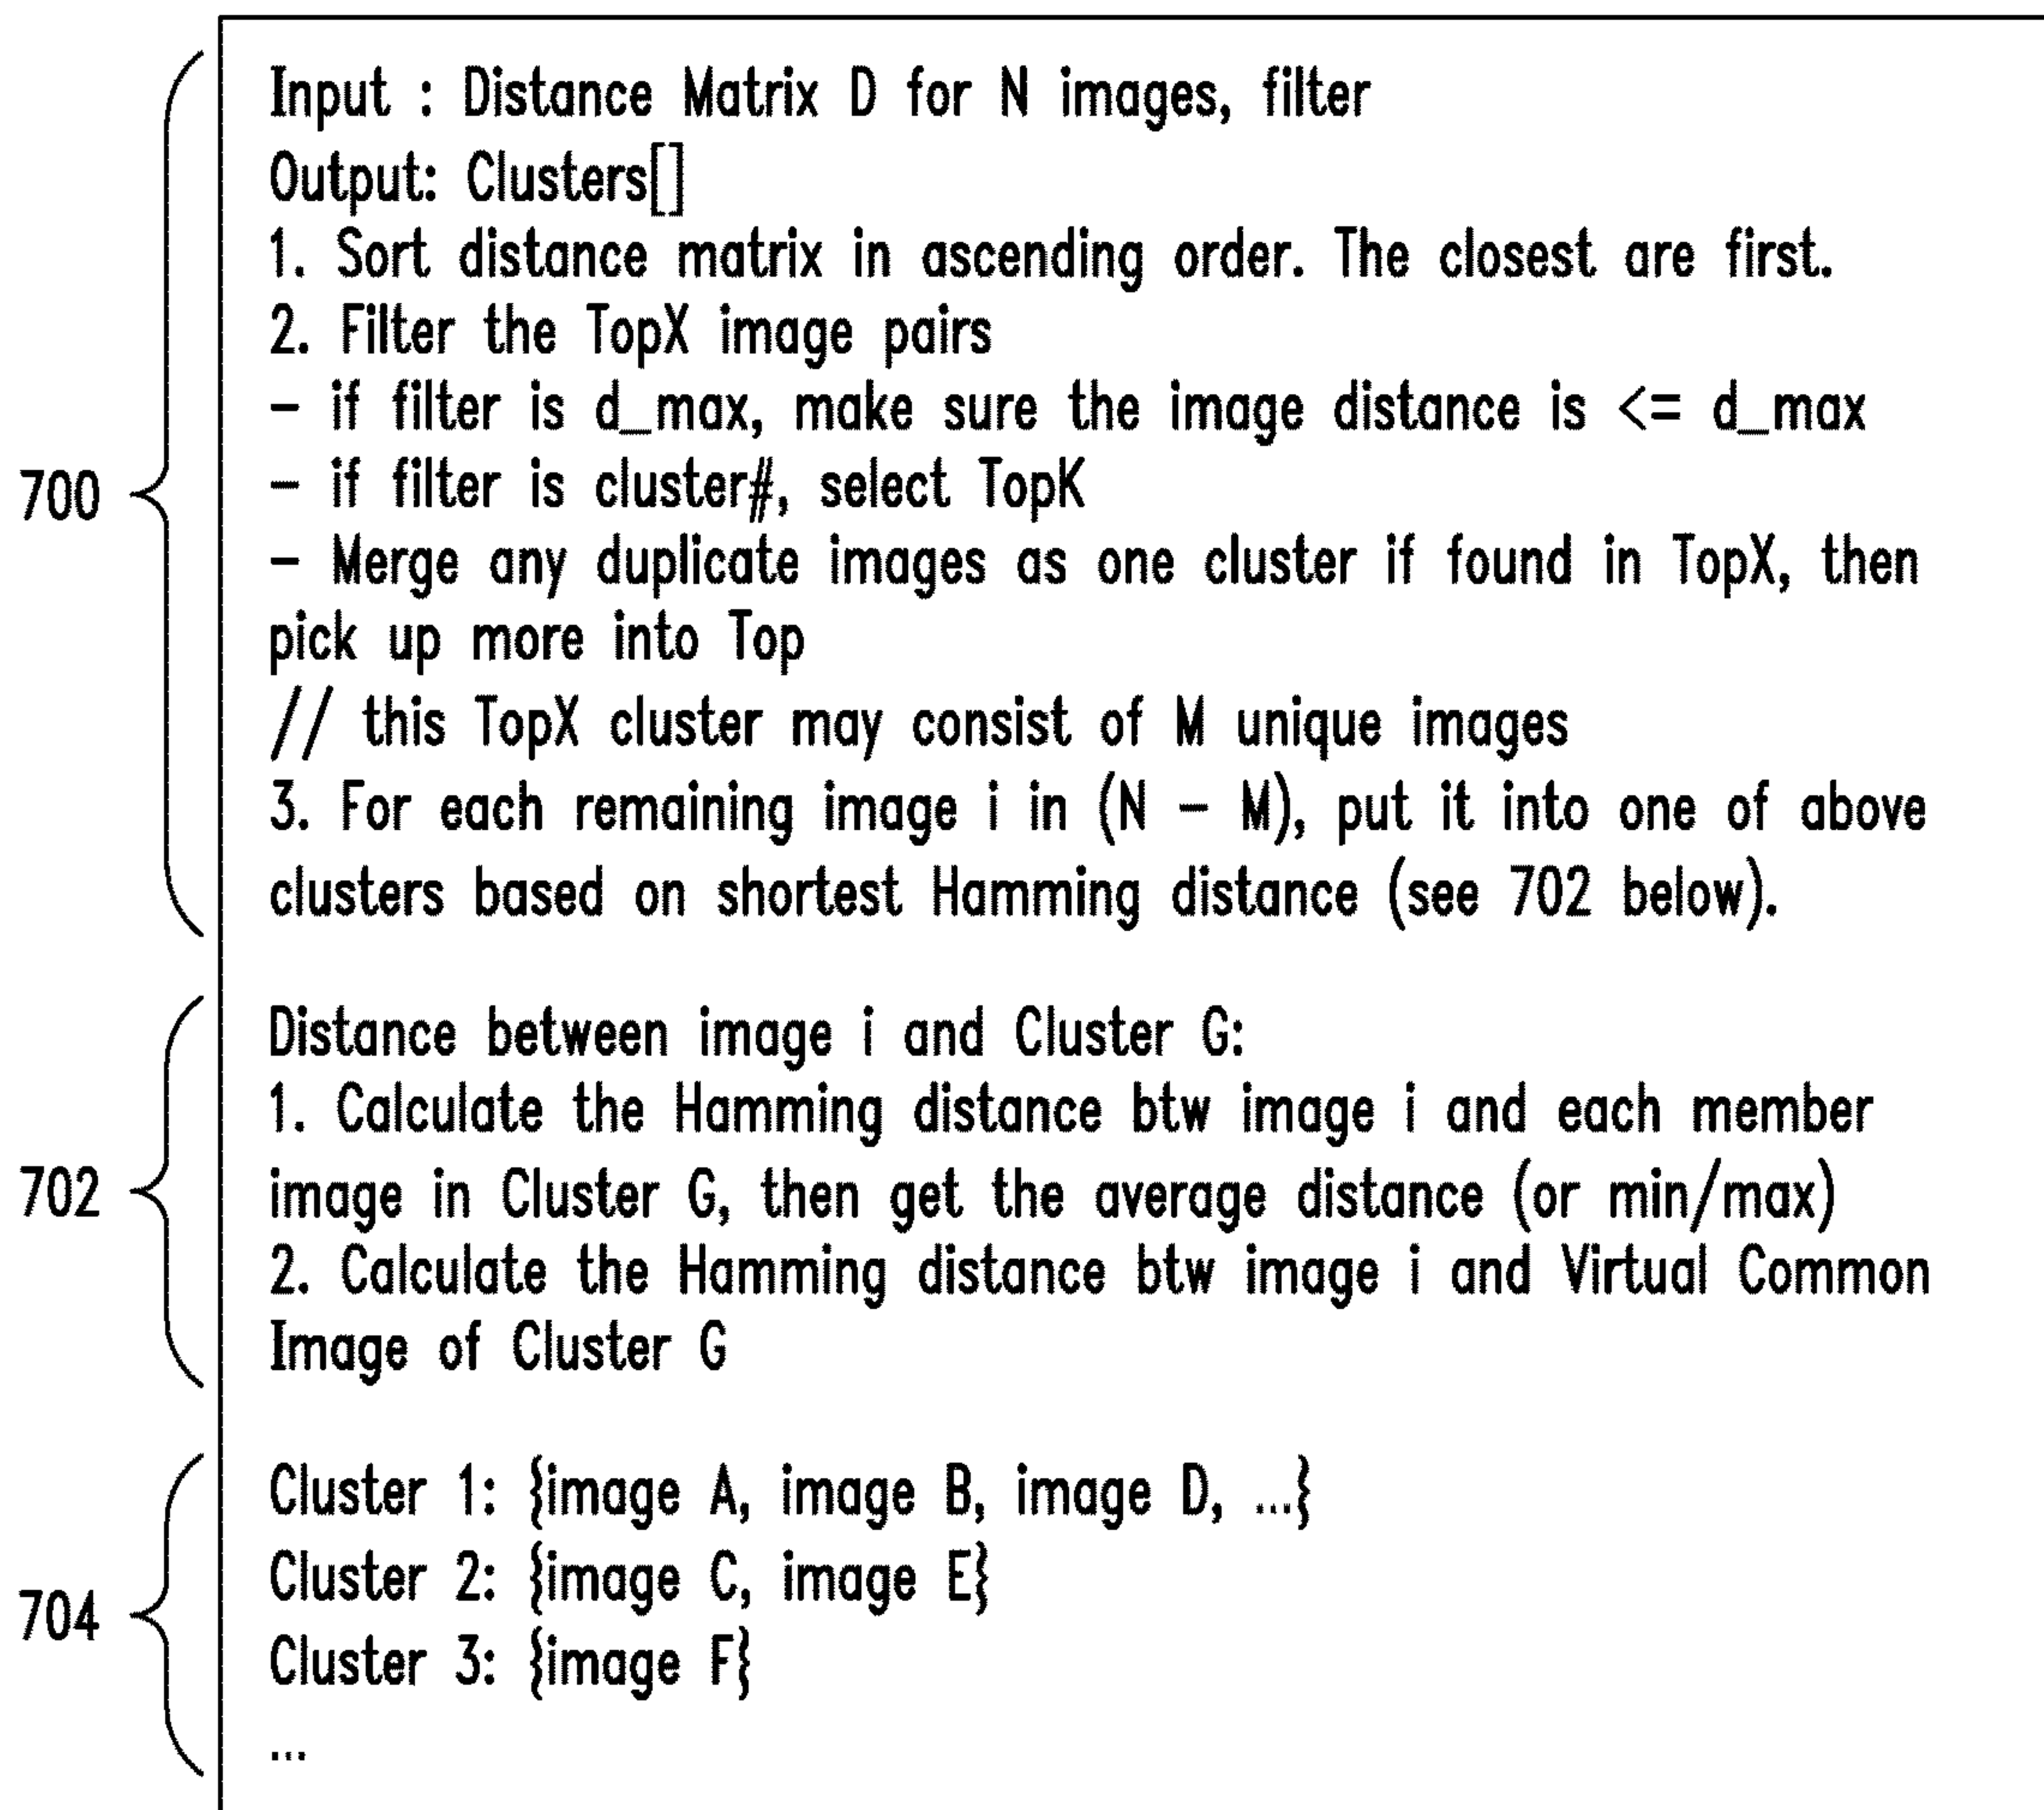 Input : Distance Matrix D for N images, filter
Output: Clusters[]
1. Sort distance matrix in ascending order. The closest are first.
2. Filter the TopX image pairs
– if filter is d_max, make sure the image distance is <= d_max
– if filter is cluster#, select TopK
– Merge any duplicate images as one cluster if found in TopX, then
pick up more into Top
// this TopX cluster may consist of M unique images
3. For each remaining image i in (N – M), put it into one of above
clusters based on shortest Hamming distance (see 702 below).
700
Distance between image i and Cluster G:
1. Calculate the Hamming distance btw image i and each member
image in Cluster G, then get the average distance (or min/max)
2. Calculate the Hamming distance btw image i and Virtual Common
Image of Cluster G
702
Cluster 1: {image A, image B, image D, ...}
Cluster 2: {image C, image E}
Cluster 3: {image F}
...
704